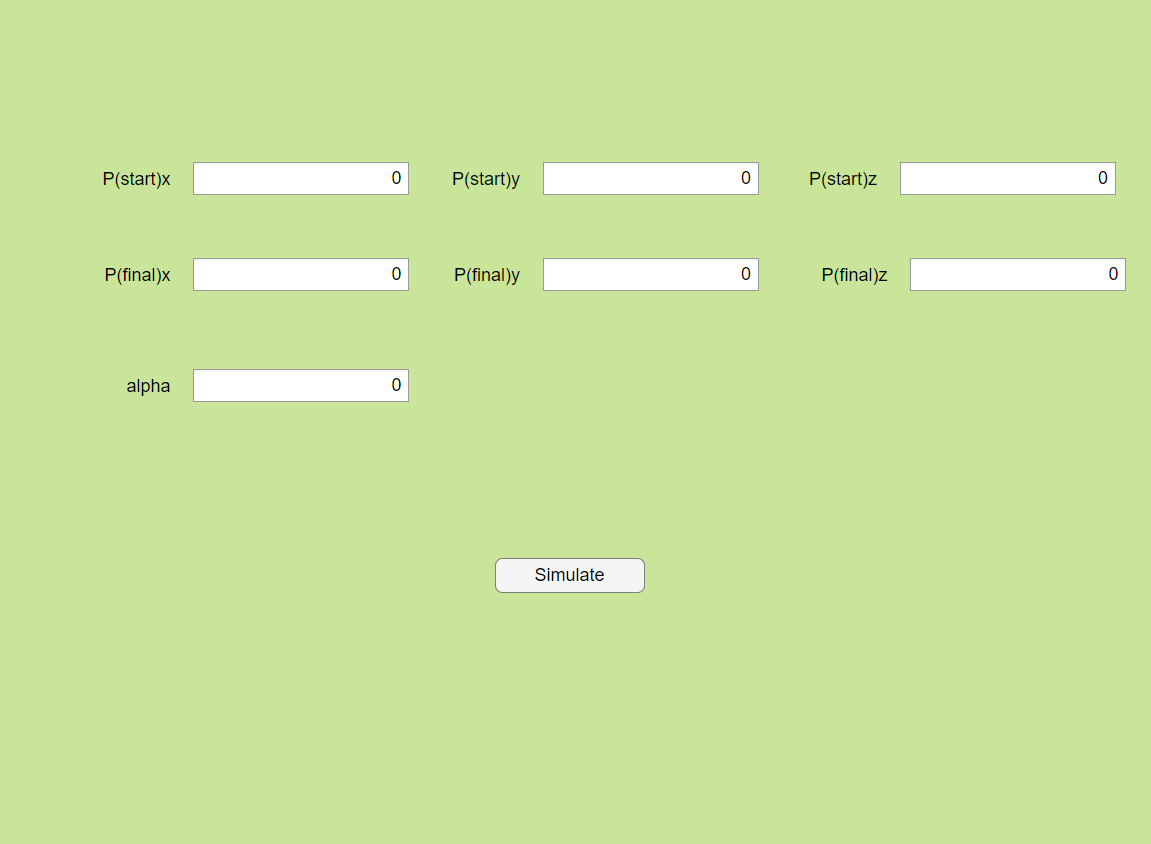 P(start)x 0 P(start)y 0 P(start)z 0
P(final)x 0 P(final)y 0 P(final)z 0
alpha 0
Simulate